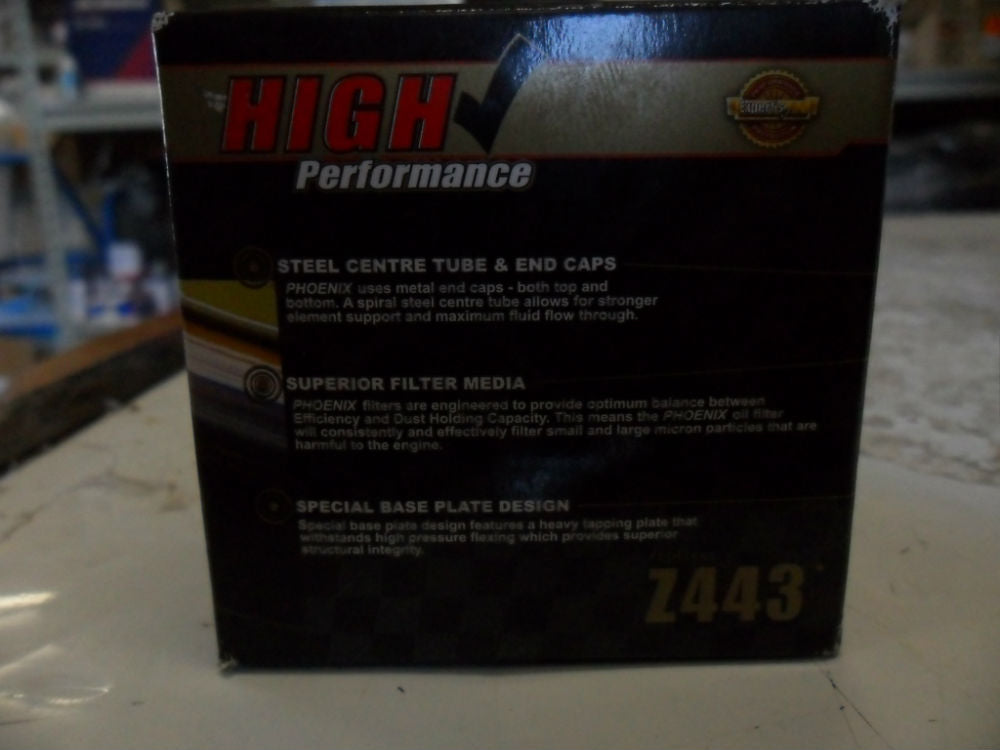 HIGH
Performance
STEEL CENTRE TUBE & END CAPS
PHOENIX uses metal end caps - both top and
bottom. A spiral steel centre tube allows for stronger
element support and maximum fluid flow through.
SUPERIOR FILTER MEDIA
PHOENIX filters are engineered to provide optimum balance between
Efficiency and Dust Holding Capacity. This means the PHOENIX oil filter
will consistently and effectively filter small and large micron particles that are
harmful to the engine.
SPECIAL BASE PLATE DESIGN
Special base plate design features a heavy tapping plate that
withstands high pressure flexing which provides superior
structural integrity.
Z443